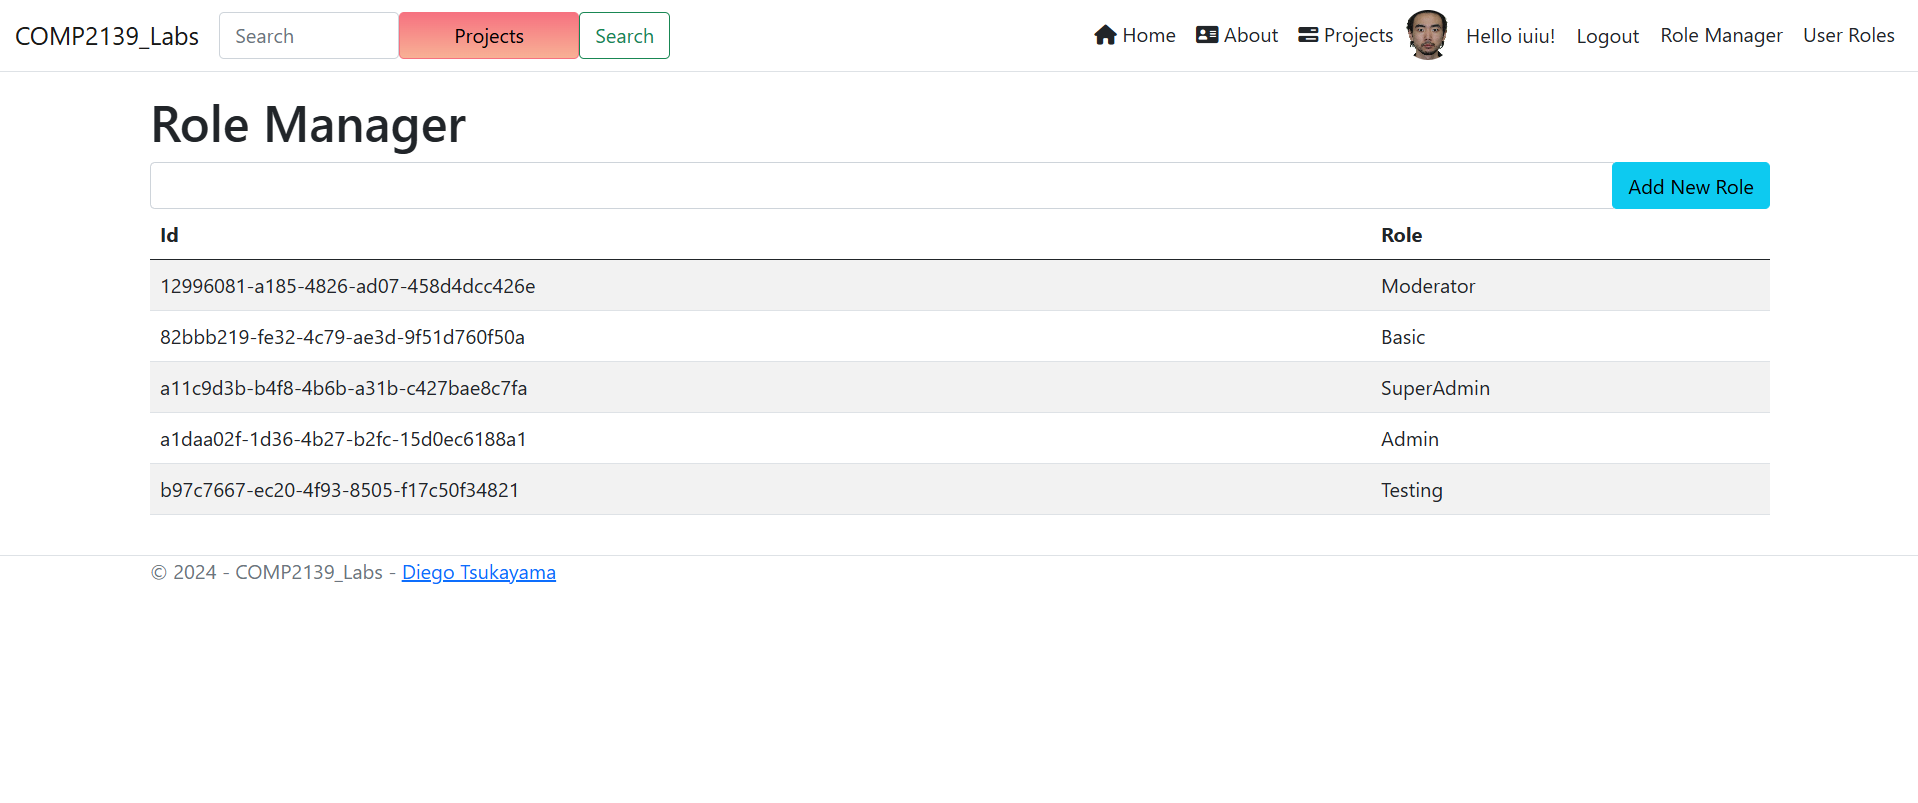 COMP2139_Labs Search Projects Search Home About Projects Hello iuiu! Logout Role Manager User Roles
Role Manager
Add New Role
Id Role
12996081-a185-4826-ad07-458d4dcc426e Moderator
82bbb219-fe32-4c79-ae3d-9f51d760f50a Basic
a11c9d3b-b4f8-4b6b-a31b-c427bae8c7fa SuperAdmin
a1daa02f-1d36-4b27-b2fc-15d0ec6188a1 Admin
b97c7667-ec20-4f93-8505-f17c50f34821 Testing
© 2024 - COMP2139_Labs - Diego Tsukayama